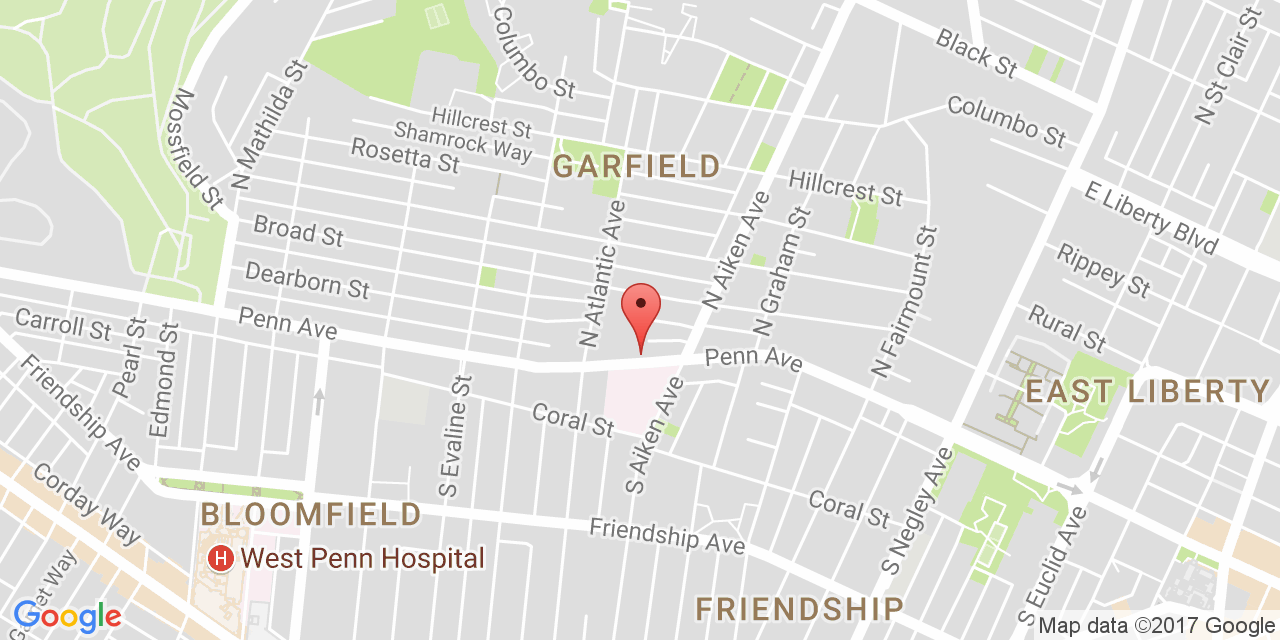 Columbo St
Black St
N St Clair St
Mossfield St
N Mathilda St
Hillcrest St
Shamrock Way
Rosetta St
Columbo St
GARFIELD
Hillcrest St
E Liberty Blvd
Broad St
N Atlantic Ave
N Aiken Ave
N Graham St
N Fairmount St
Rippey St
Dearborn St
Carroll St
Penn Ave
Penn Ave
Rural St
Pearl St
Edmond St
EAST LIBERTY
Friendship Ave
S Evaline St
Coral St
S Aiken Ave
Corday Way
BLOOMFIELD
Coral St
S Negley Ave
Friendship Ave
H West Penn Hospital
S Euclid Ave
Way
FRIENDSHIP
Google
Map data ©2017 Google